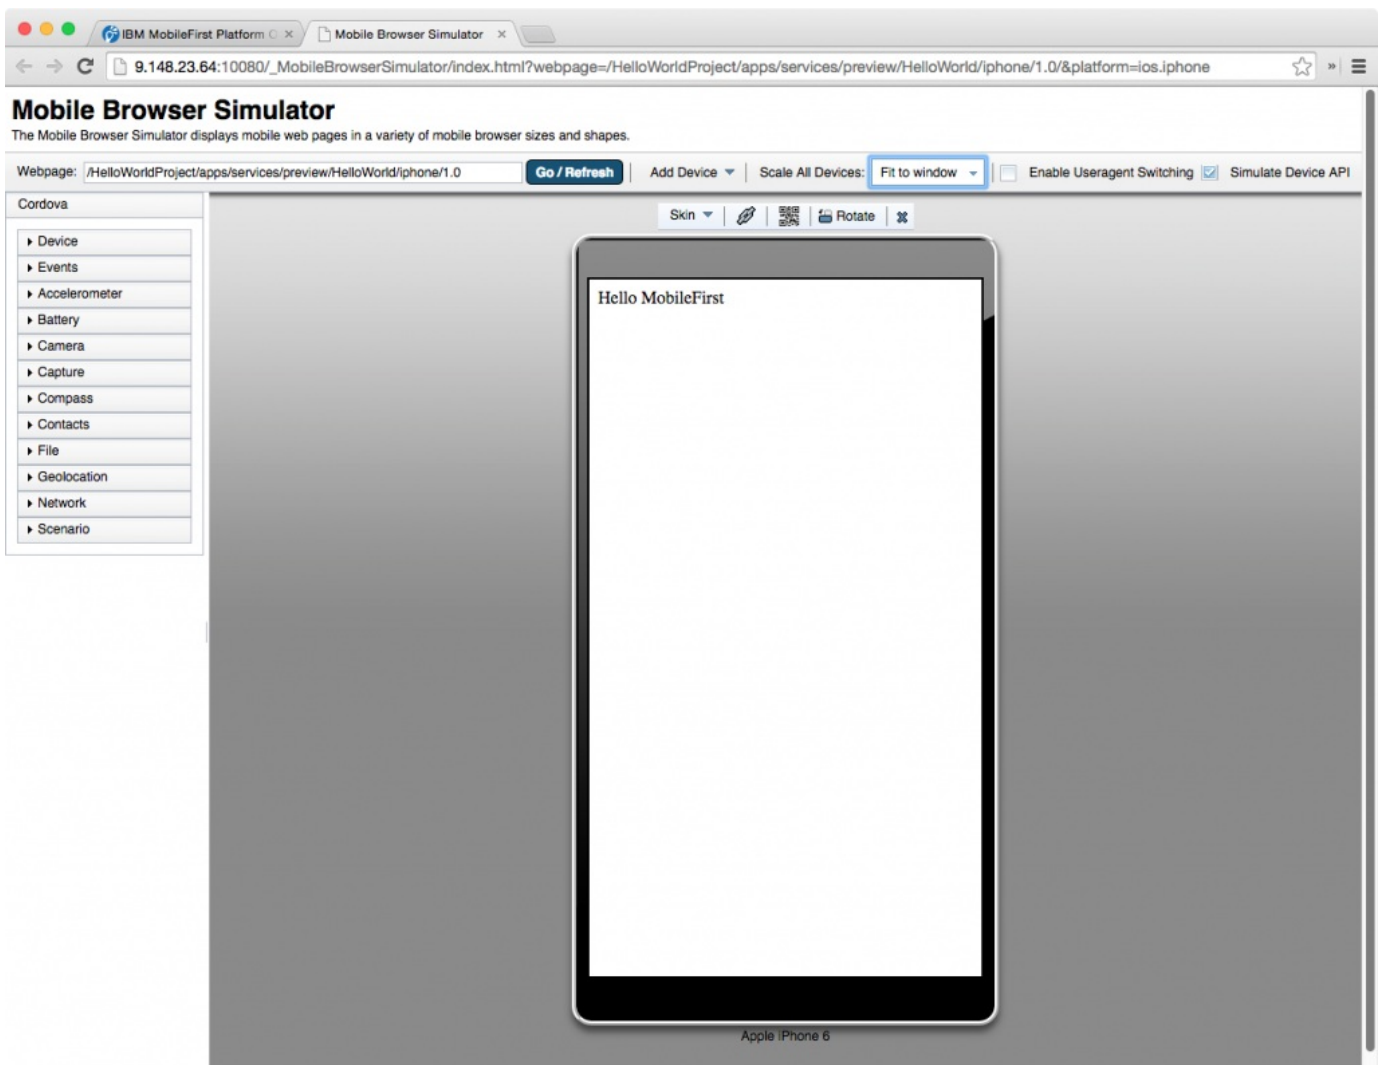 IBM MobileFirst Platform
Mobile Browser Simulator
9.148.23.64:10080/_MobileBrowserSimulator/index.html?webpage=/HelloWorldProject/apps/services/preview/HelloWorld/iphone/1.0/&platform=ios.iphone
Mobile Browser Simulator
The Mobile Browser Simulator displays mobile web pages in a variety of mobile browser sizes and shapes.
Webpage: /HelloWorldProject/apps/services/preview/HelloWorld/iphone/1.0 Go / Refresh Add Device Scale All Devices: Fit to window Enable Useragent Switching Simulate Device API
Cordova
Skin Rotate
Device
Events
Accelerometer
Battery
Camera
Capture
Compass
Contacts
File
Geolocation
Network
Scenario
Hello MobileFirst
Apple iPhone 6